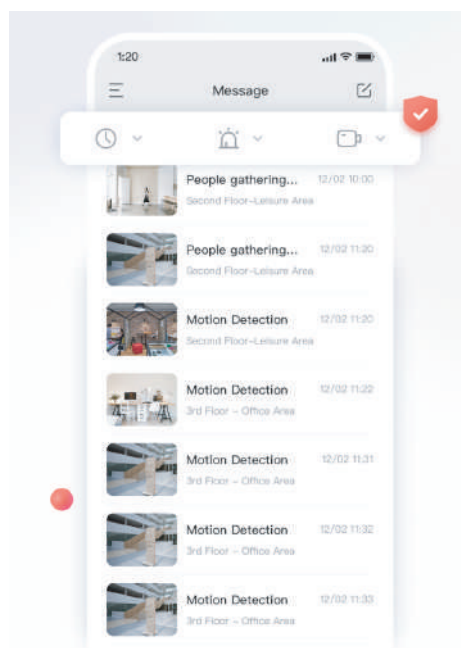 1:20
Message
People gathering... 12/02 10:00
Second Floor-Leisure Area
People gathering... 12/02 11:20
Second Floor-Leisure Area
Motion Detection 12/02 11:20
Second Floor-Leisure Area
Motion Detection 12/02 11:22
3rd Floor - Office Area
Motion Detection 12/02 11:31
3rd Floor - Office Area
Motion Detection 12/02 11:32
3rd Floor - Office Area
Motion Detection 12/02 11:33
3rd Floor - Office Area